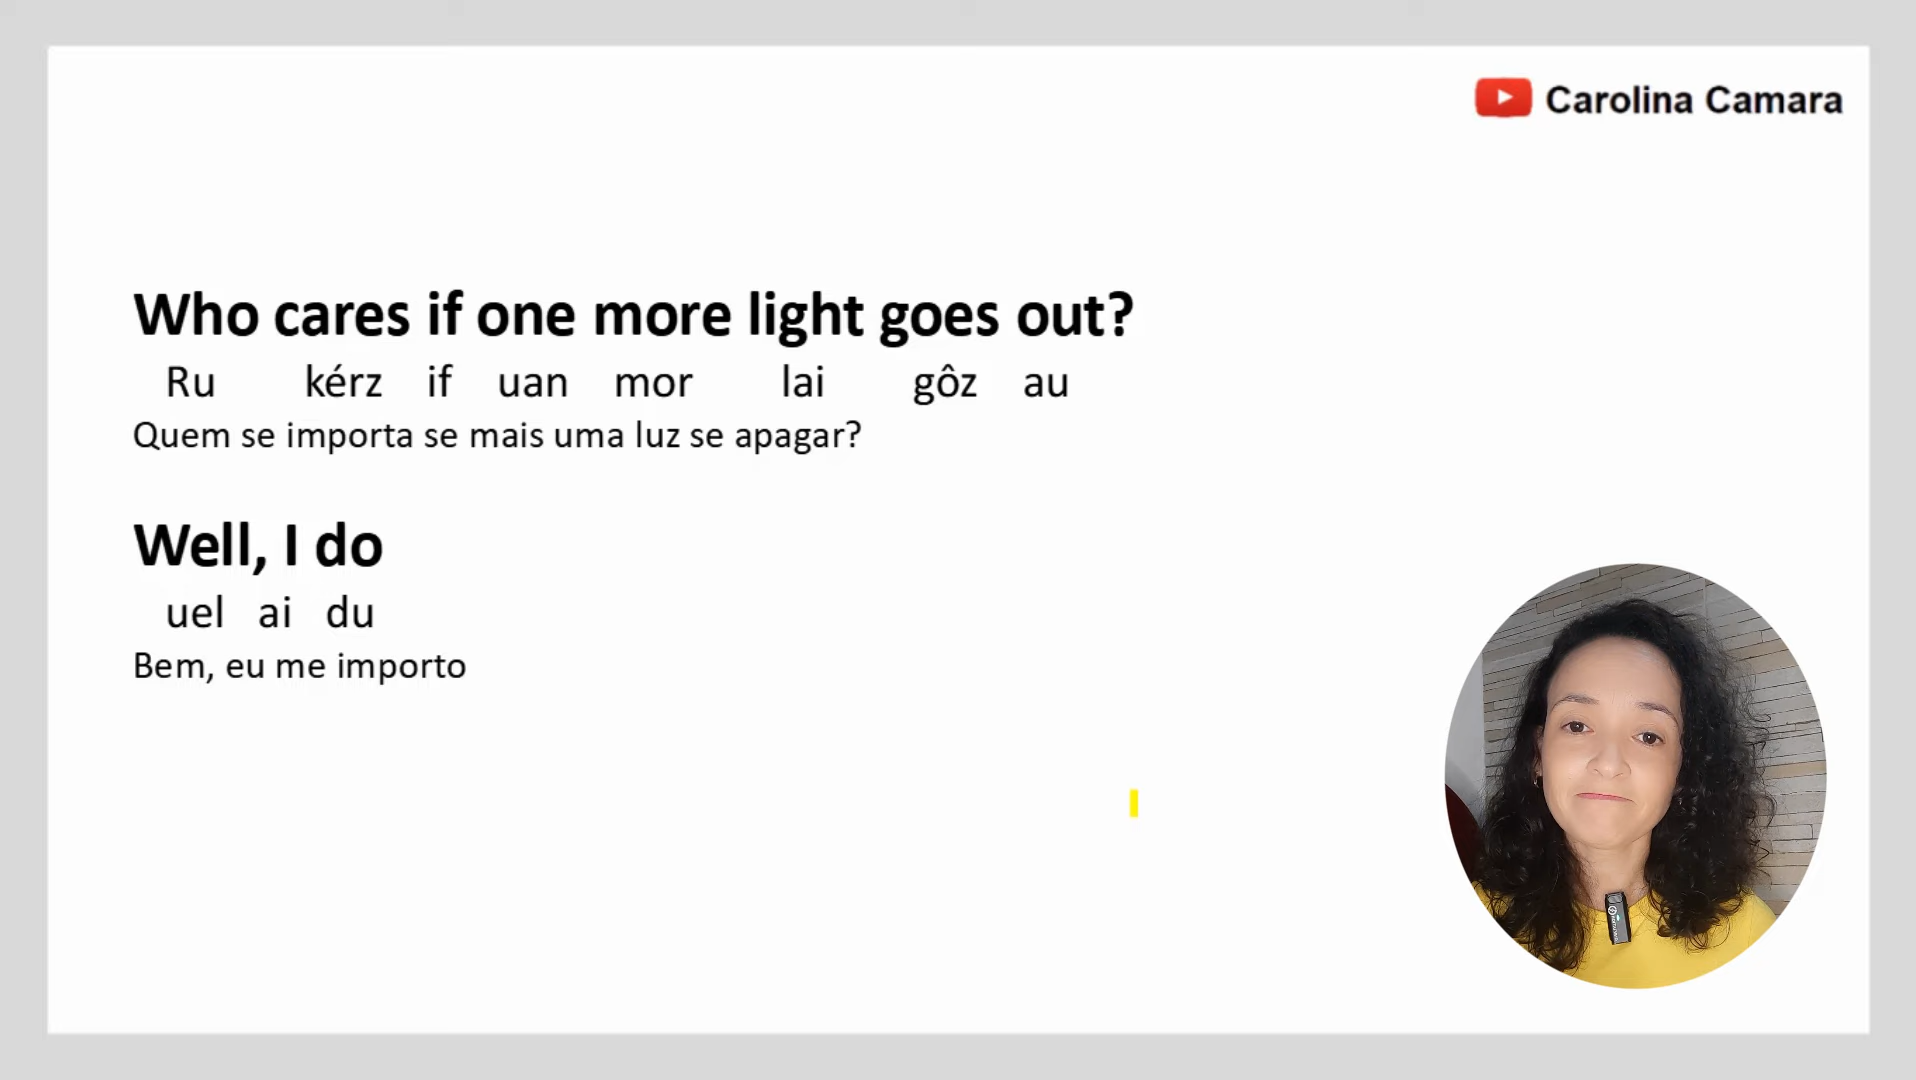 Carolina Camara
Who cares if one more light goes out?
Ru kérz if uan mor lai gôz au
Quem se importa se mais uma luz se apagar?
Well, I do
uel ai du
Bem, eu me importo